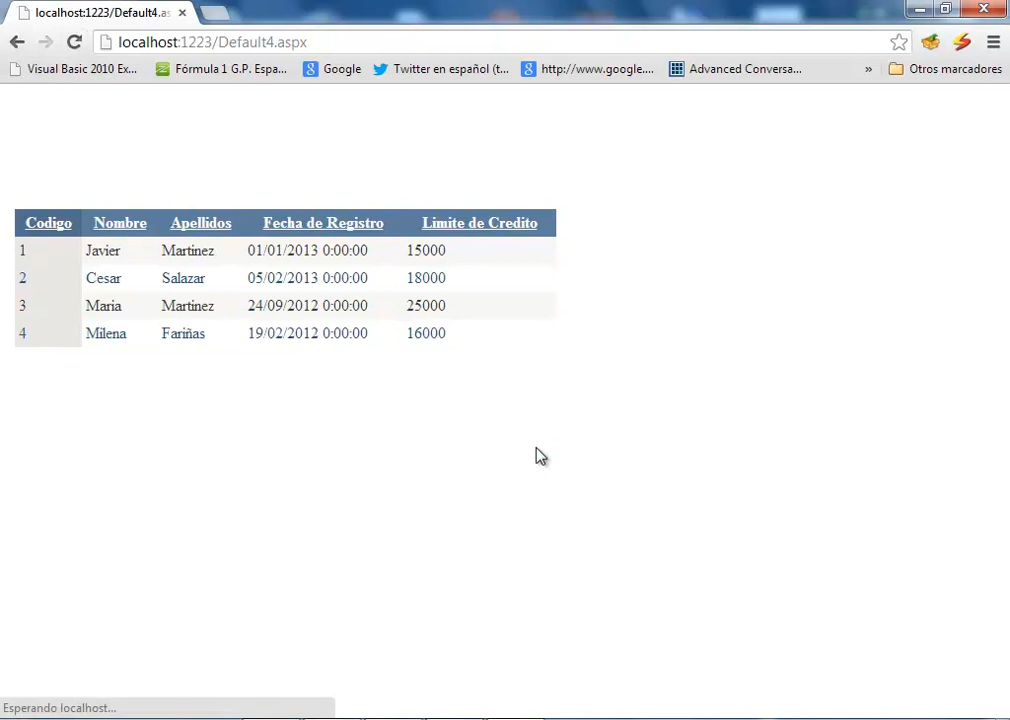 localhost:1223/Default4.as
localhost:1223/Default4.aspx
Visual Basic 2010 Ex... Fórmula 1 G.P. Espa... Google Twitter en español (t... http://www.google.... Advanced Conversa... » Otros marcadores
Codigo Nombre Apellidos Fecha de Registro Limite de Credito
1 Javier Martinez 01/01/2013 0:00:00 15000
2 Cesar Salazar 05/02/2013 0:00:00 18000
3 Maria Martinez 24/09/2012 0:00:00 25000
4 Milena Fariñas 19/02/2012 0:00:00 16000
Esperando localhost...